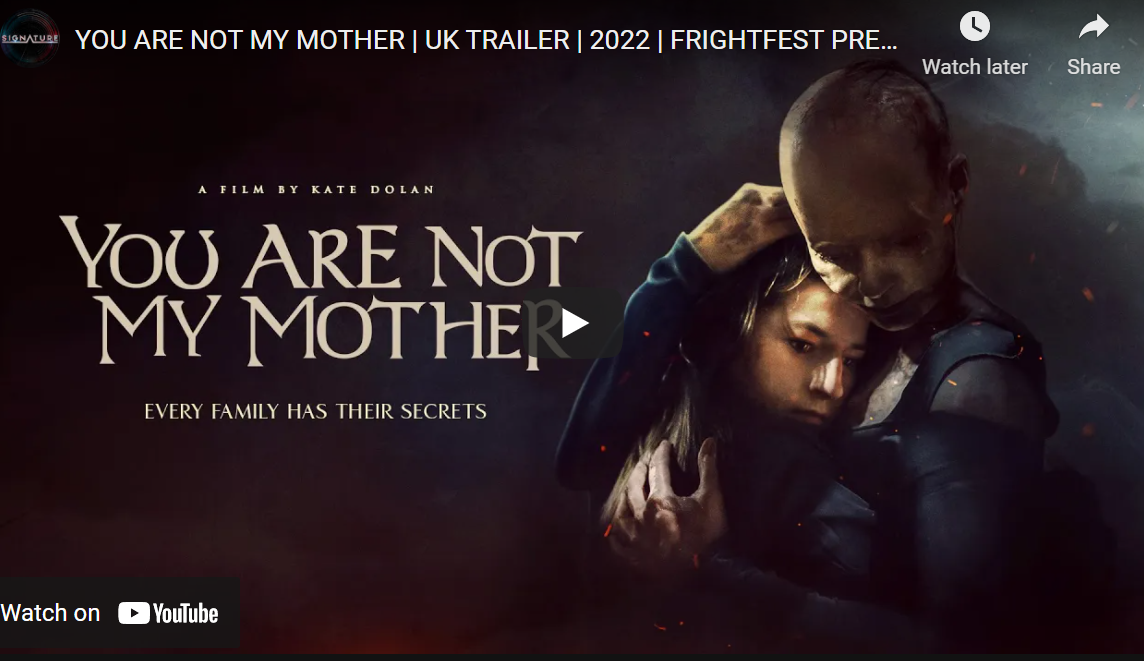 SIGNATURE
YOU ARE NOT MY MOTHER | UK TRAILER | 2022 | FRIGHTFEST PRE...
Watch later
Share
A FILM BY KATE DOLAN
YOU ARE NOT
MY MOTHER
EVERY FAMILY HAS THEIR SECRETS
Watch on YouTube